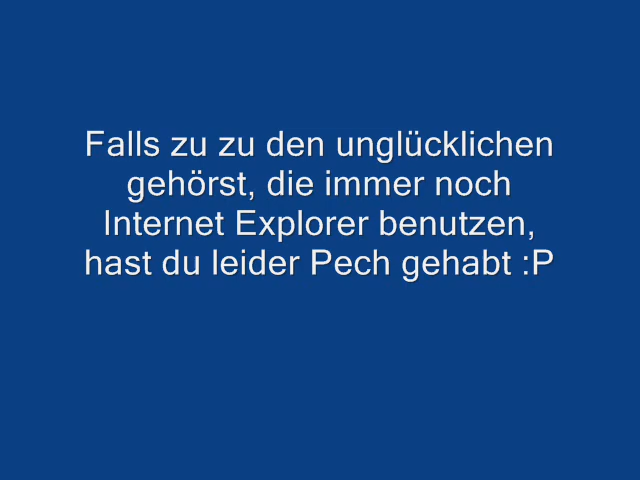 Falls zu zu den unglücklichen
gehörst, die immer noch
Internet Explorer benutzen,
hast du leider Pech gehabt :P